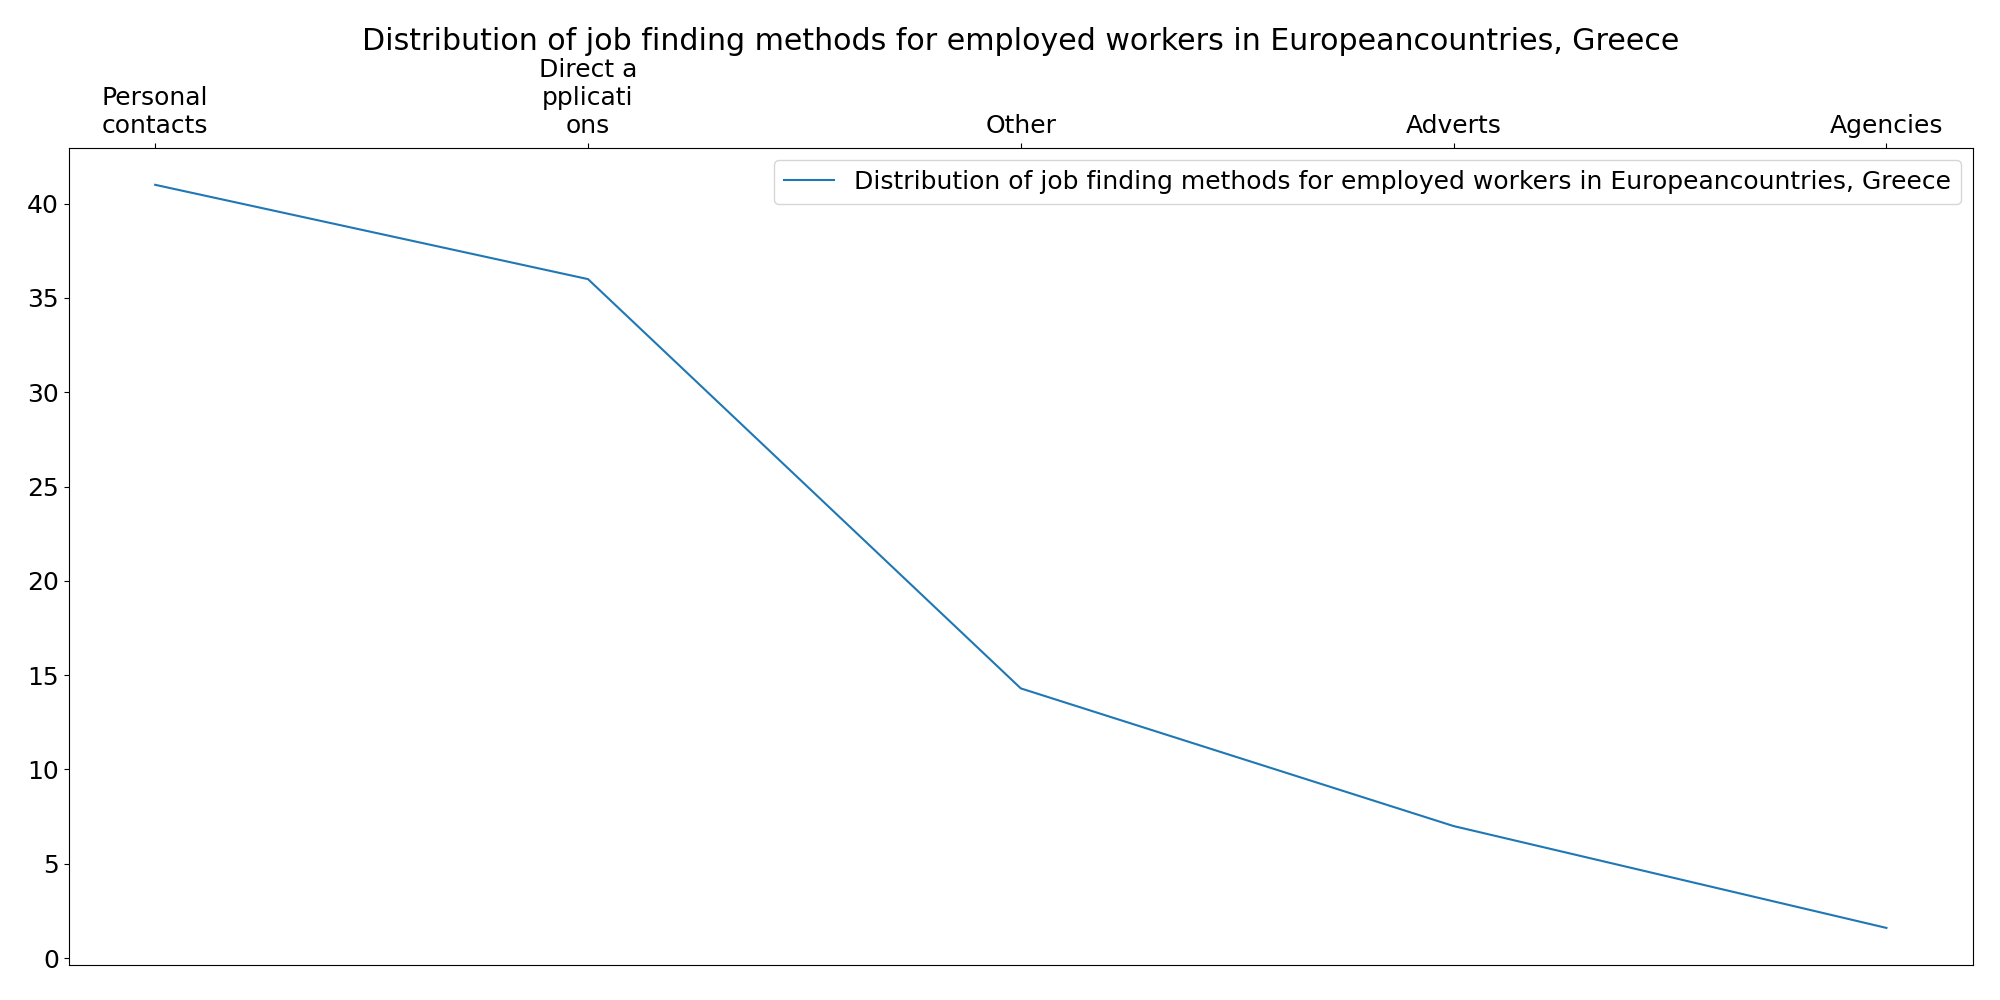 Distribution of job finding methods for employed workers in Europeancountries, Greece
Personal
contacts
Direct a
pplicati
ons
Other
Adverts
Agencies
Distribution of job finding methods for employed workers in Europeancountries, Greece
40
35
30
25
20
15
10
5
0